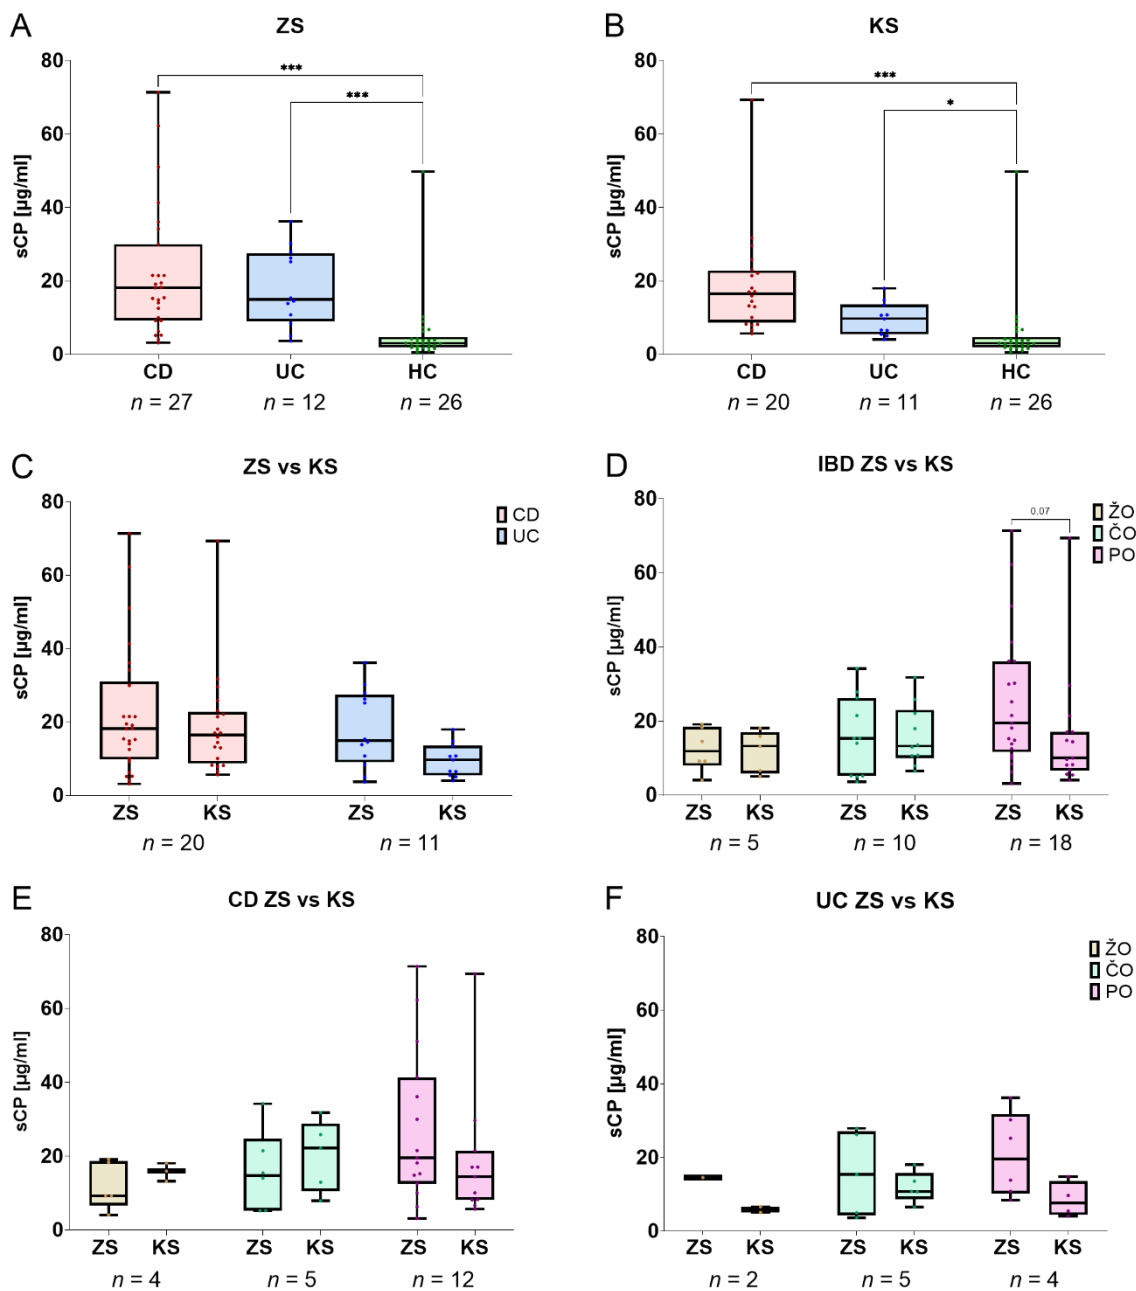 A
ZS
80
60
40
20
0
sCP [µg/ml]
***
***
CD UC HC
n = 27 n = 12 n = 26
B
KS
80
60
40
20
0
sCP [µg/ml]
***
*
CD UC HC
n = 20 n = 11 n = 26
C
ZS vs KS
80
60
40
20
0
sCP [µg/ml]
CD
UC
ZS KS ZS KS
n = 20 n = 11
D
IBD ZS vs KS
80
60
40
20
0
sCP [µg/ml]
0,07
ŽO
ČO
PO
ZS KS ZS KS ZS KS
n = 5 n = 10 n = 18
E
CD ZS vs KS
80
60
40
20
0
sCP [µg/ml]
ZS KS ZS KS ZS KS
n = 4 n = 5 n = 12
F
UC ZS vs KS
80
60
40
20
0
sCP [µg/ml]
ŽO
ČO
PO
ZS KS ZS KS ZS KS
n = 2 n = 5 n = 4